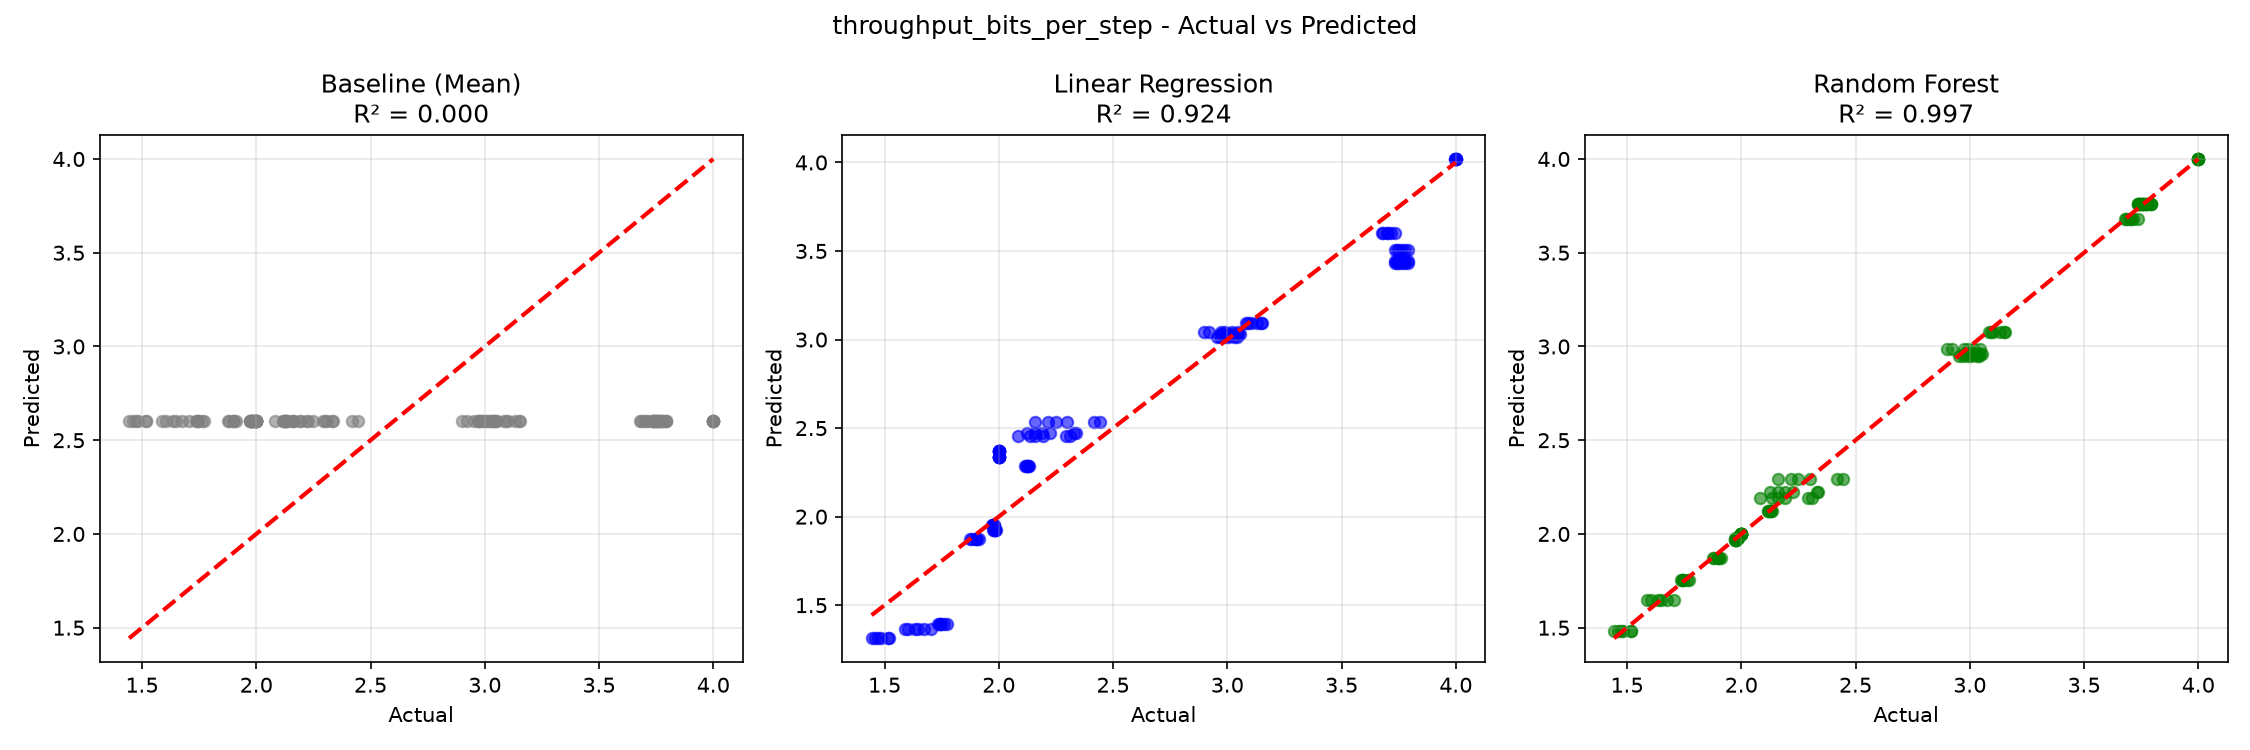 throughput_bits_per_step - Actual vs Predicted
Baseline (Mean)
R² = 0.000
4.0
3.5
3.0
2.5
2.0
1.5
Predicted
1.5 2.0 2.5 3.0 3.5 4.0
Actual
Linear Regression
R² = 0.924
4.0
3.5
3.0
2.5
2.0
1.5
Predicted
1.5 2.0 2.5 3.0 3.5 4.0
Actual
Random Forest
R² = 0.997
4.0
3.5
3.0
2.5
2.0
1.5
Predicted
1.5 2.0 2.5 3.0 3.5 4.0
Actual